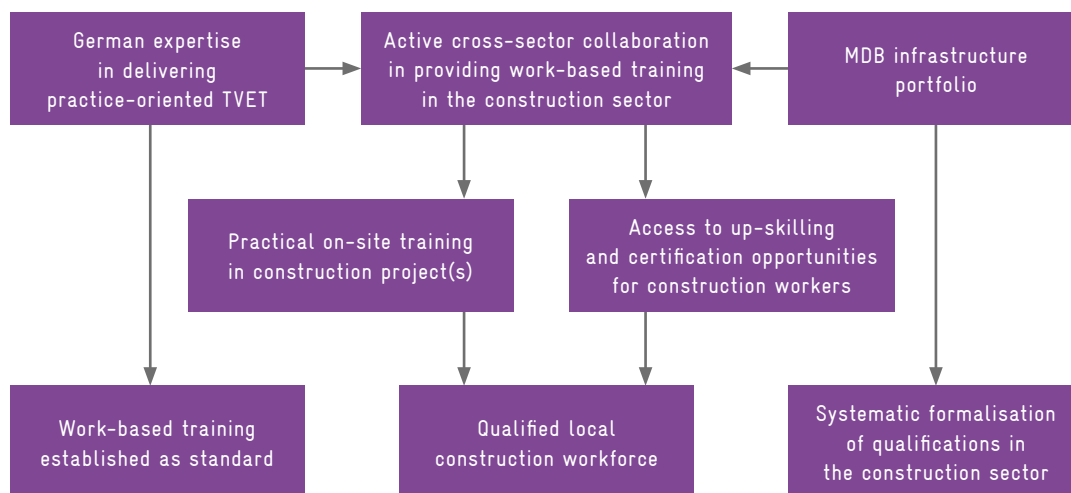 German expertise
in delivering
practice-oriented TVET
Active cross-sector collaboration
in providing work-based training
in the construction sector
MDB infrastructure
portfolio
Practical on-site training
in construction project(s)
Access to up-skilling
and certification opportunities
for construction workers
Work-based training
established as standard
Qualified local
construction workforce
Systematic formalisation
of qualifications in
the construction sector